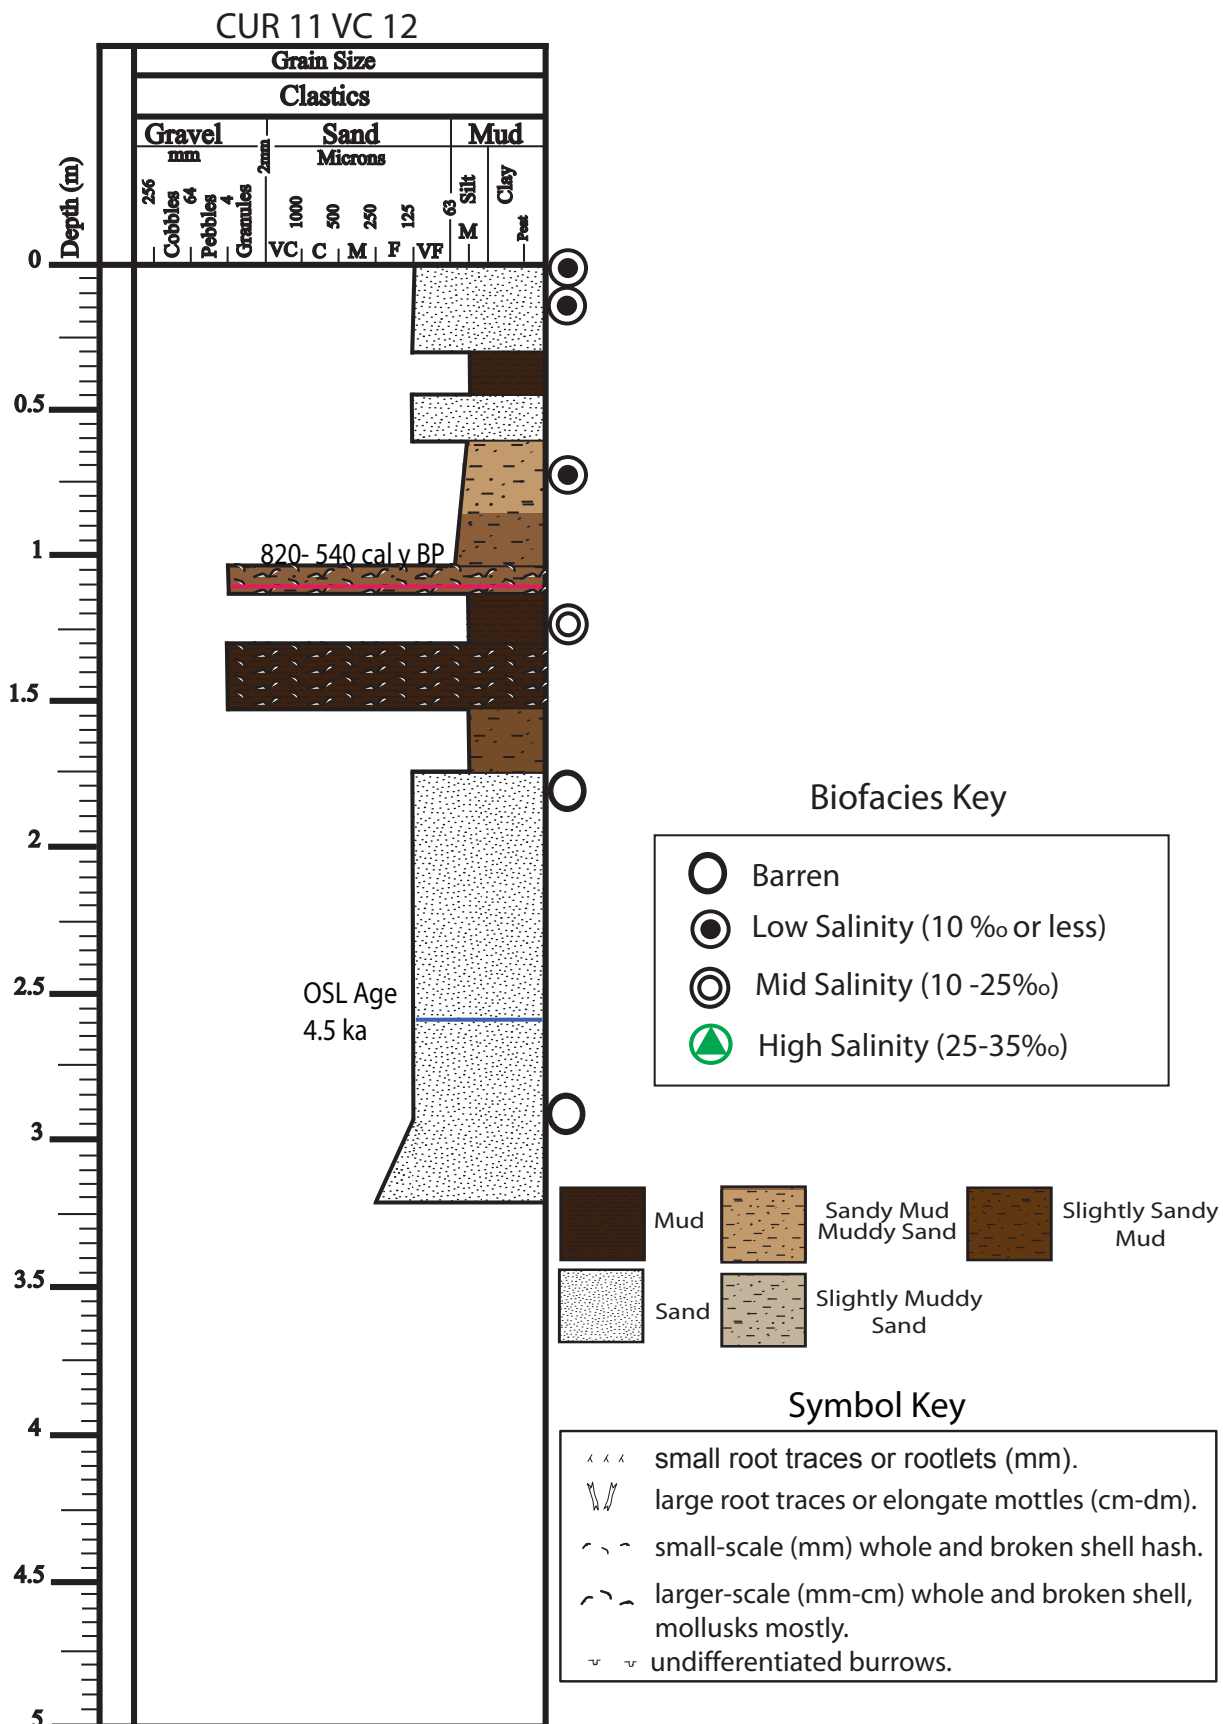 CUR 11 VC 12
Grain Size
Clastics
Gravel Sand Mud
mm 2mm Microns
Depth (m)
256 Cobbles 64 Pebbles 4 Granules 1000 500 250 125 63 Silt Clay
VC C M F VF M Peat
0
0.5
820- 540 cal y BP
1
1.5
2
2.5
OSL Age
4.5 ka
3
3.5
4
4.5
5
Biofacies Key
Barren
Low Salinity (10 ‰ or less)
Mid Salinity (10 -25‰)
High Salinity (25-35‰)
Mud
Sandy Mud
Muddy Sand
Slightly Sandy
Mud
Sand
Slightly Muddy
Sand
Symbol Key
small root traces or rootlets (mm).
large root traces or elongate mottles (cm-dm).
small-scale (mm) whole and broken shell hash.
larger-scale (mm-cm) whole and broken shell,
mollusks mostly.
undifferentiated burrows.